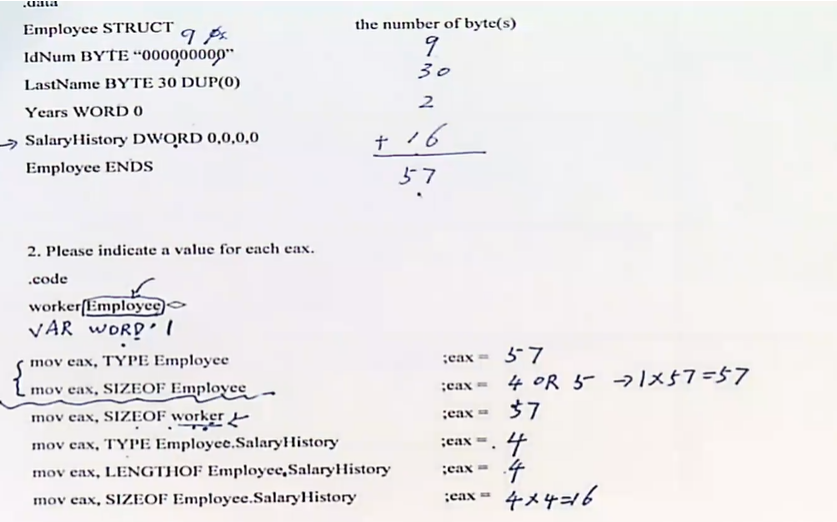 .data
Employee STRUCT 9 the number of byte(s)
IdNum BYTE "000000000" 9
LastName BYTE 30 DUP(0) 30
Years WORD 0 2
→ SalaryHistory DWORD 0,0,0,0 + 16
Employee ENDS 57
2. Please indicate a value for each eax.
.code
worker Employee <>
VAR WORD 1
mov eax, TYPE Employee ;eax = 57
mov eax, SIZEOF Employee ;eax = 4 OR 5 → 1×57=57
mov eax, SIZEOF worker ;eax = 57
mov eax, TYPE Employee.SalaryHistory ;eax = 4
mov eax, LENGTHOF Employee.SalaryHistory ;eax = 4
mov eax, SIZEOF Employee.SalaryHistory ;eax = 4×4=16